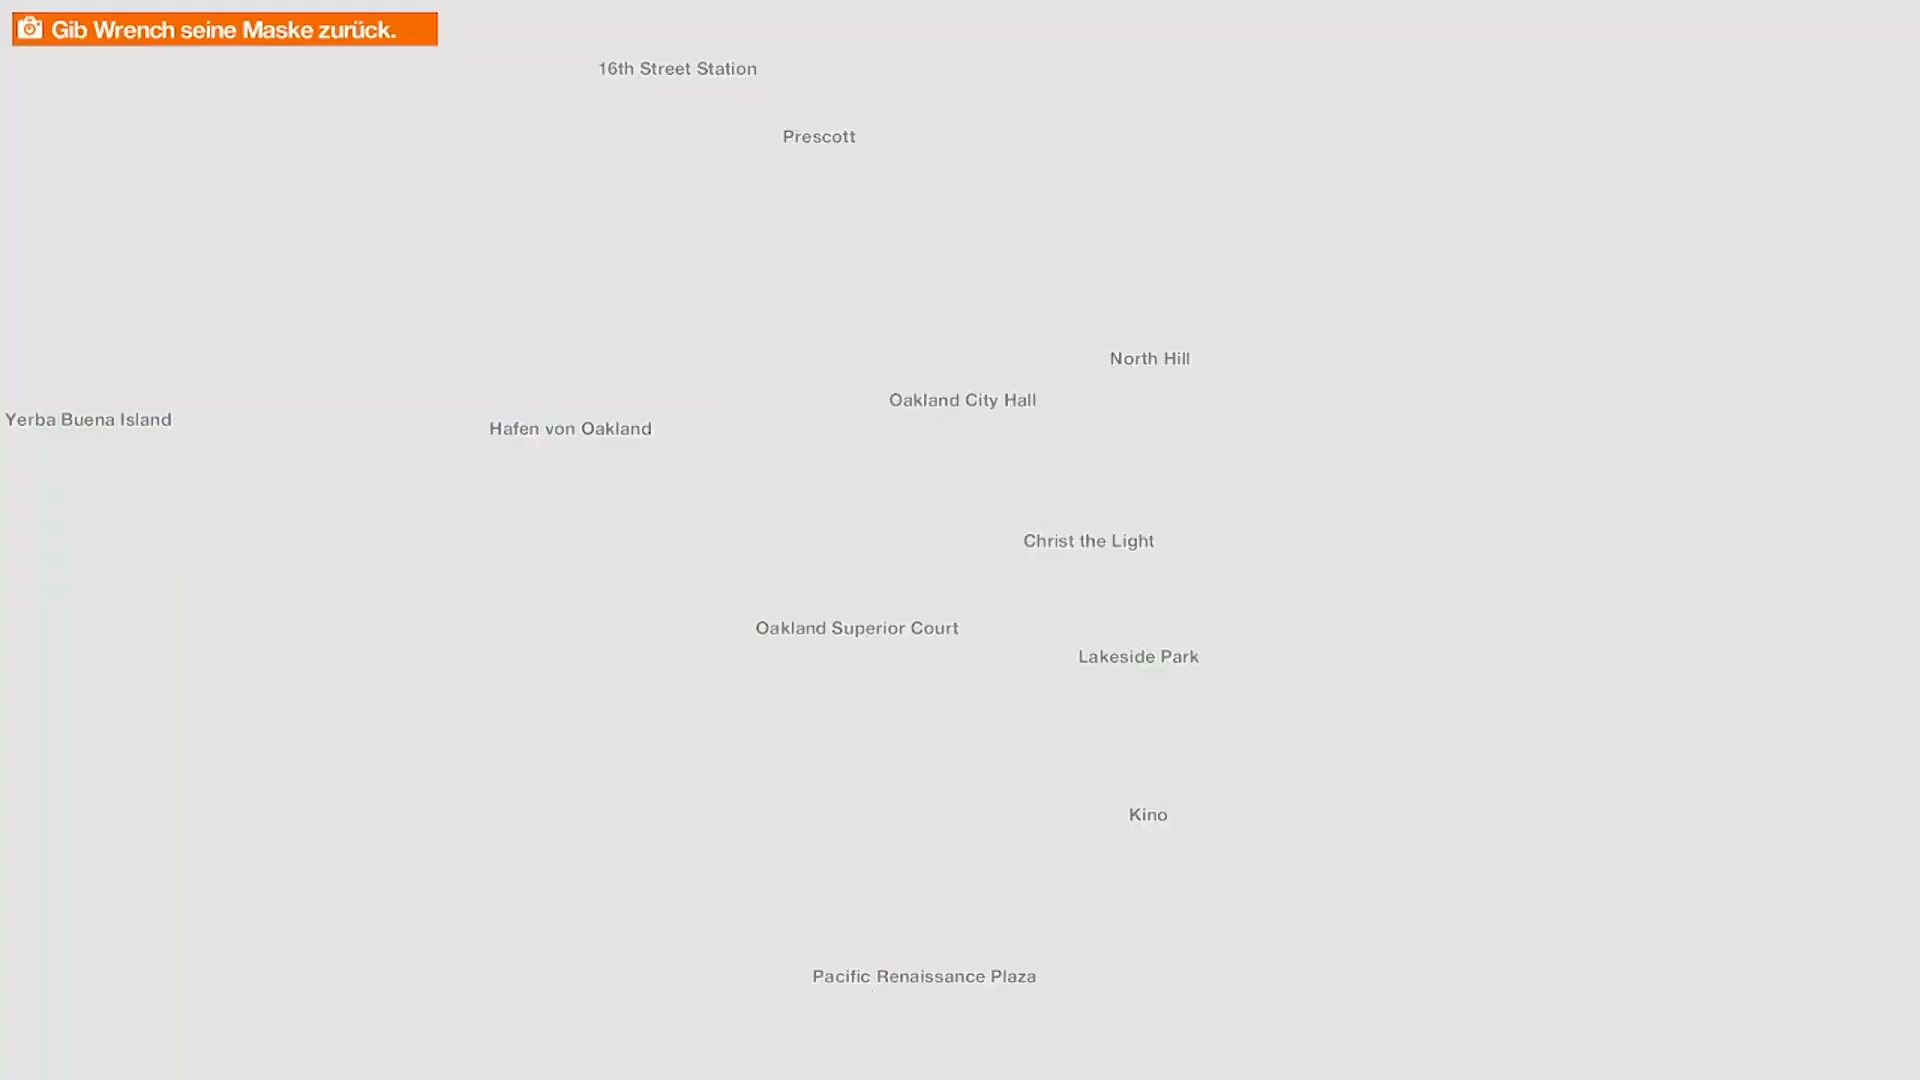 Gib Wrench seine Maske zurück.
16th Street Station
Prescott
North Hill
Oakland City Hall
Yerba Buena Island
Hafen von Oakland
Christ the Light
Oakland Superior Court
Lakeside Park
Kino
Pacific Renaissance Plaza